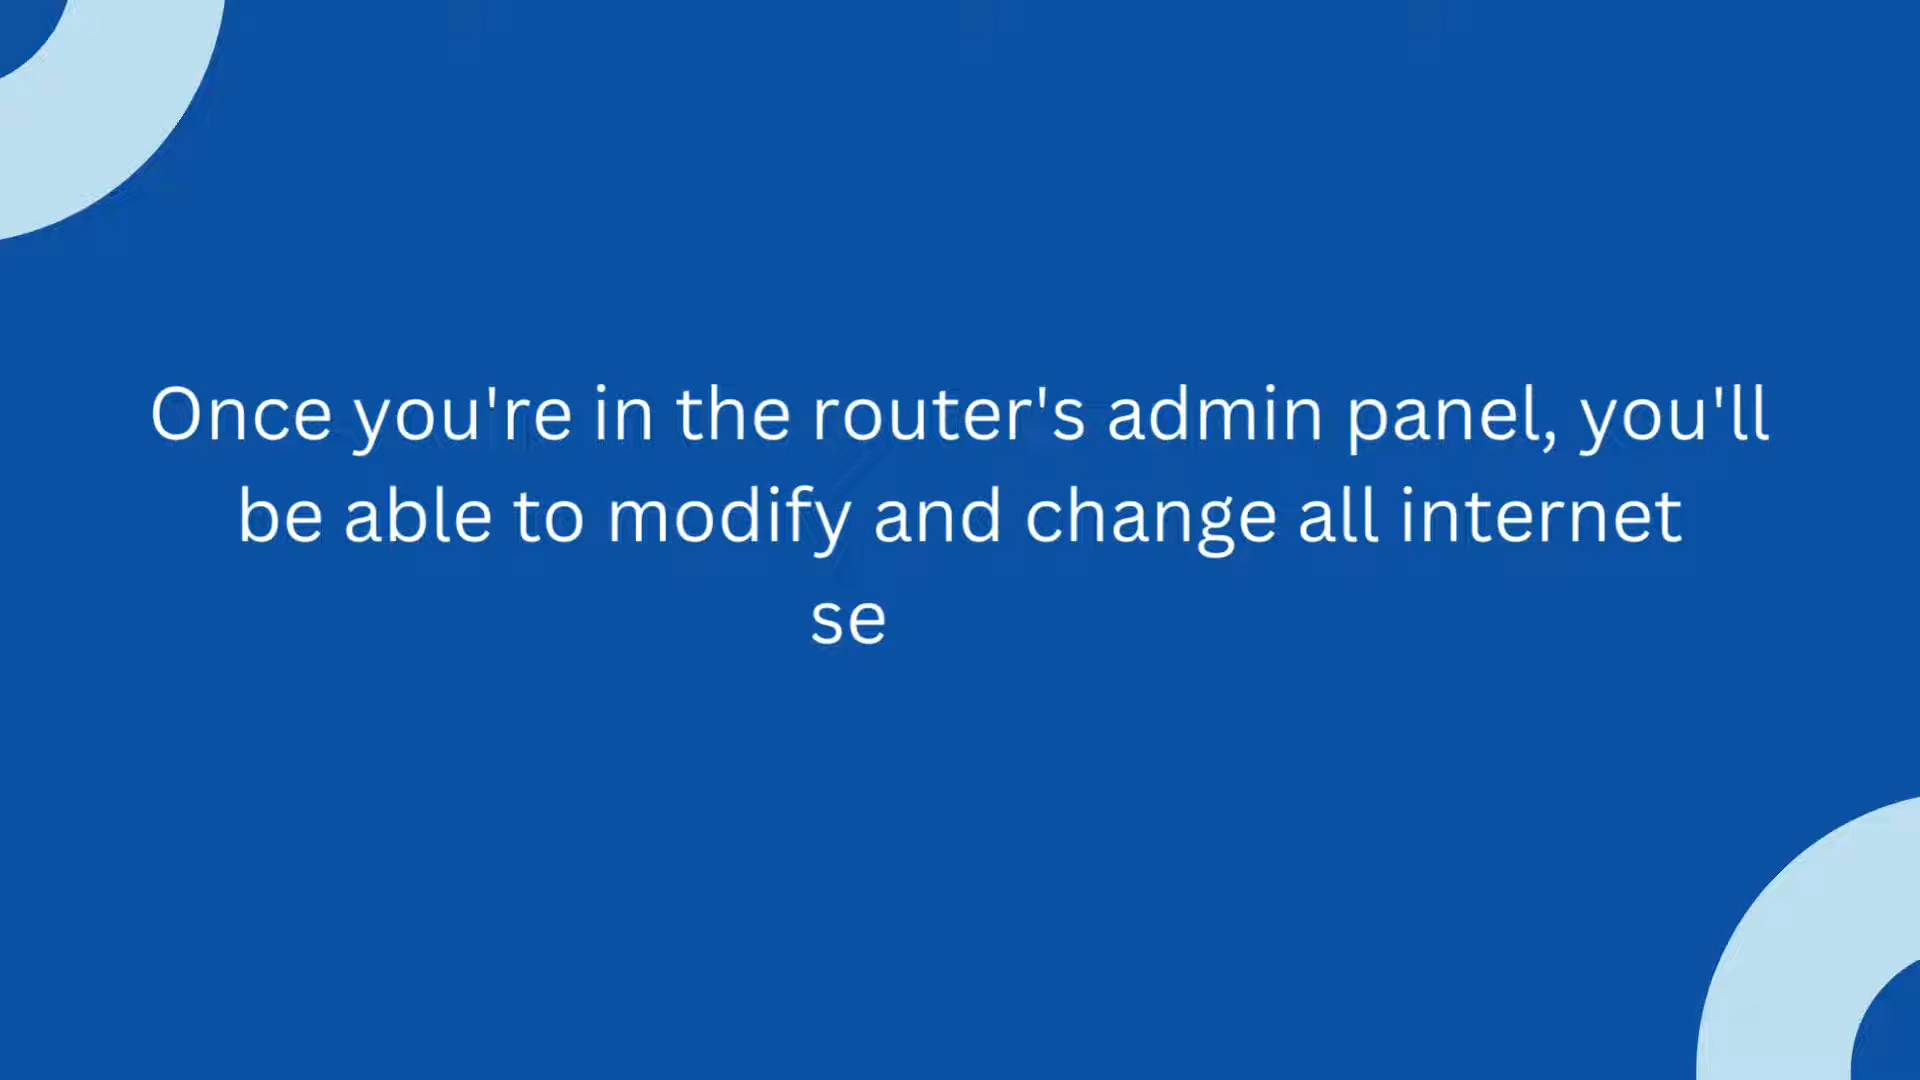 Once you're in the router's admin panel, you'll
be able to modify and change all internet
se